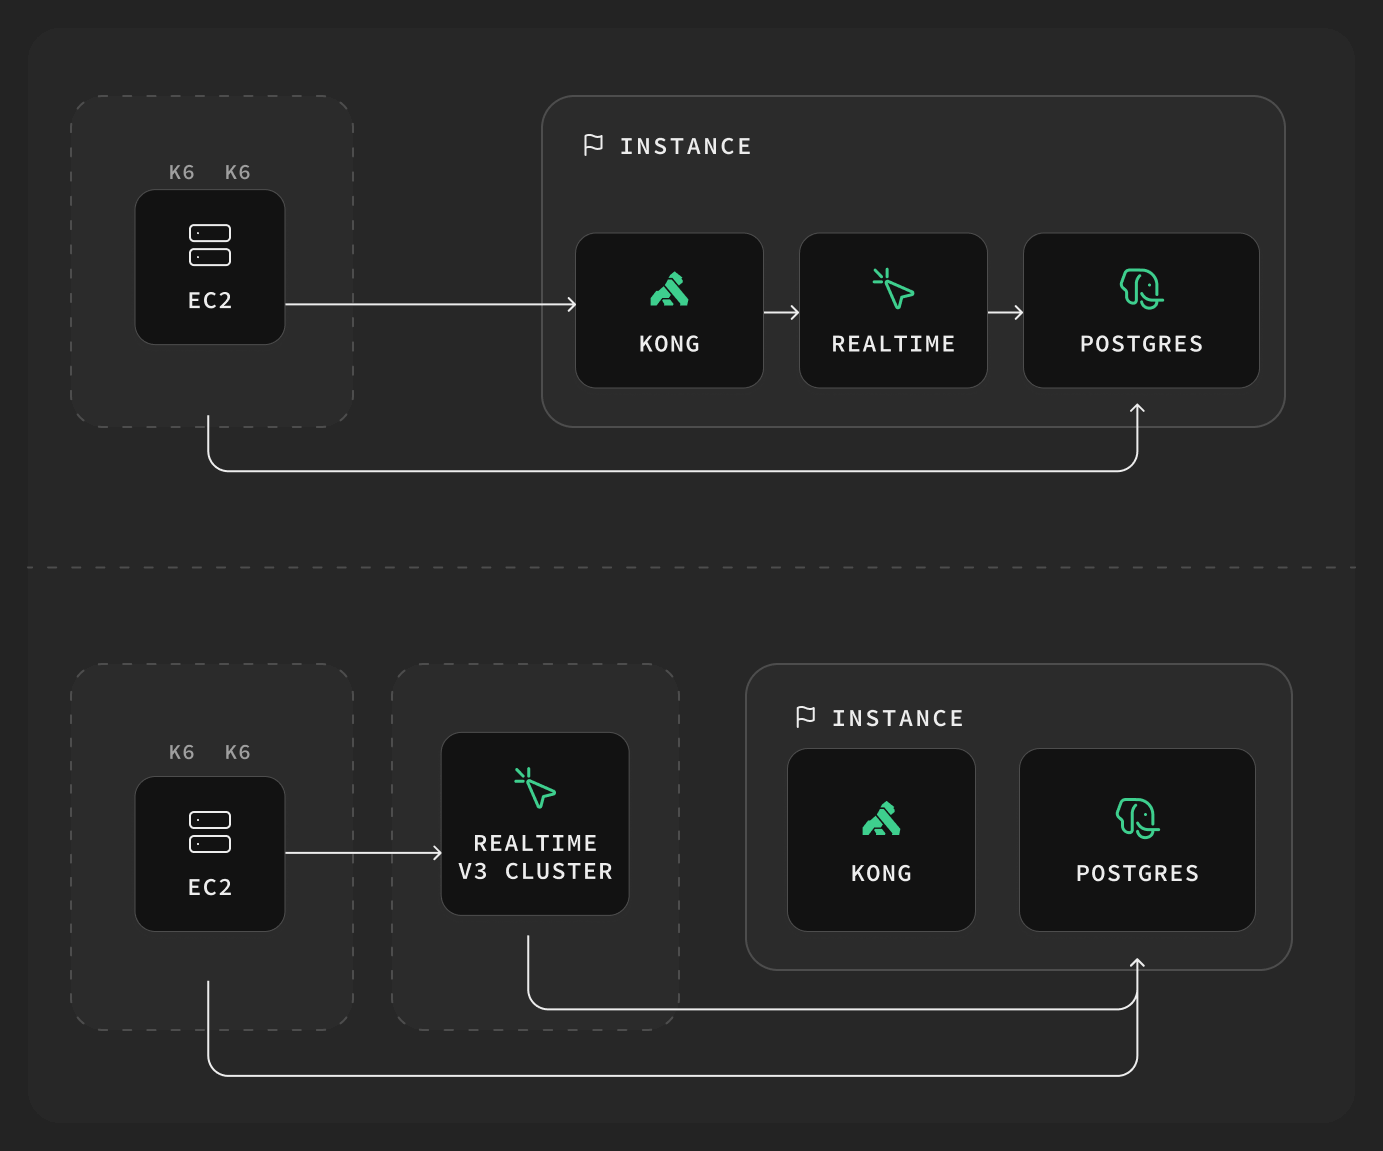 K6 K6
EC2
INSTANCE
KONG
REALTIME
POSTGRES
K6 K6
EC2
REALTIME
V3 CLUSTER
INSTANCE
KONG
POSTGRES